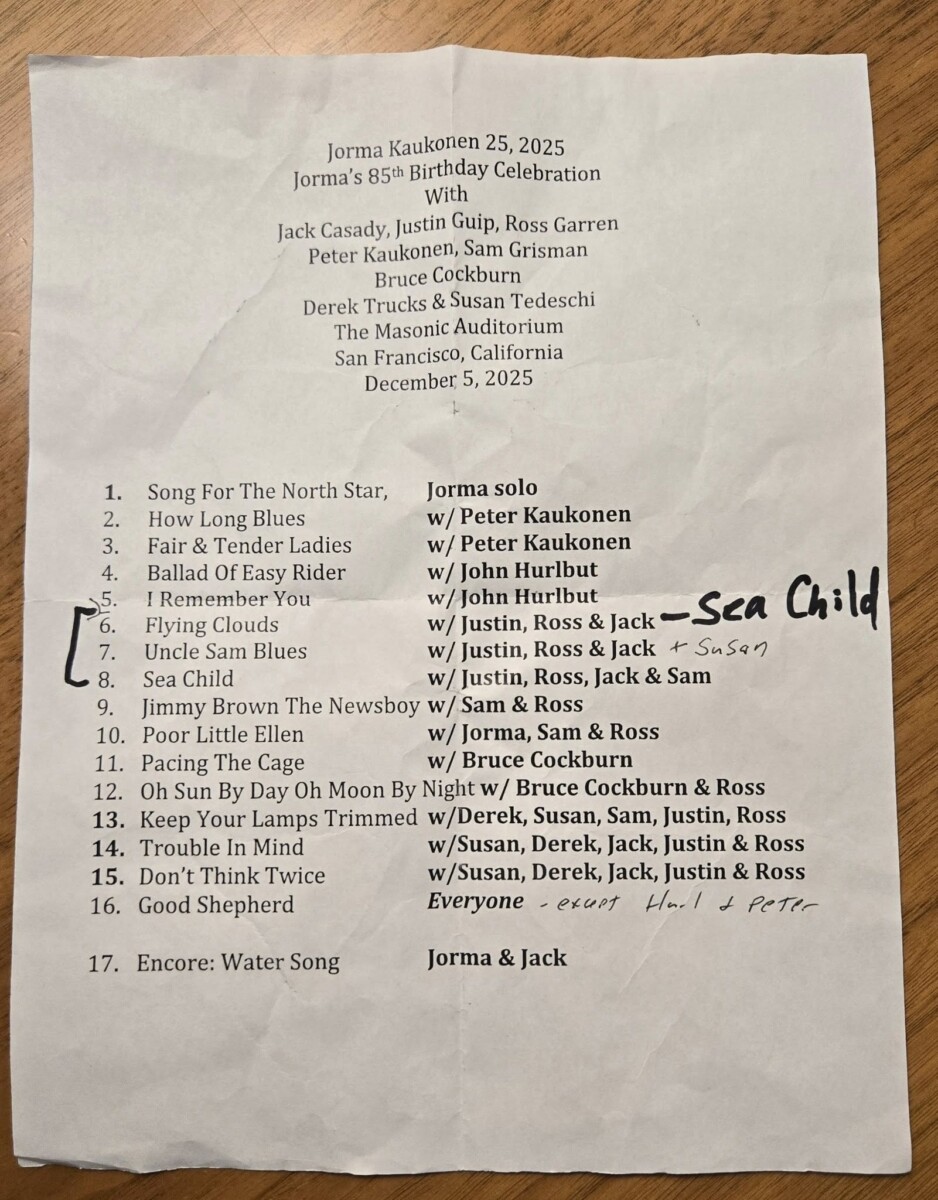 Jorma Kaukonen 25, 2025
Jorma's 85th Birthday Celebration
With
Jack Casady, Justin Guip, Ross Garren
Peter Kaukonen, Sam Grisman
Bruce Cockburn
Derek Trucks & Susan Tedeschi
The Masonic Auditorium
San Francisco, California
December 5, 2025
1. Song For The North Star, Jorma solo
2. How Long Blues w/ Peter Kaukonen
3. Fair & Tender Ladies w/ Peter Kaukonen
4. Ballad Of Easy Rider w/ John Hurlbut
5. I Remember You w/ John Hurlbut
6. Flying Clouds w/ Justin, Ross & Jack – Sea Child
7. Uncle Sam Blues w/ Justin, Ross & Jack + Susan
8. Sea Child w/ Justin, Ross, Jack & Sam
9. Jimmy Brown The Newsboy w/ Sam & Ross
10. Poor Little Ellen w/ Jorma, Sam & Ross
11. Pacing The Cage w/ Bruce Cockburn
12. Oh Sun By Day Oh Moon By Night w/ Bruce Cockburn & Ross
13. Keep Your Lamps Trimmed w/Derek, Susan, Sam, Justin, Ross
14. Trouble In Mind w/Susan, Derek, Jack, Justin & Ross
15. Don't Think Twice w/Susan, Derek, Jack, Justin & Ross
16. Good Shepherd Everyone - except & Peter
17. Encore: Water Song Jorma & Jack